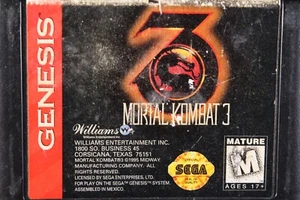 GENESIS
3
MORTAL KOMBAT 3
Williams
WILLIAMS ENTERTAINMENT INC.
1800 SO. BUSINESS 45
CORSICANA, TEXAS 75151
MORTAL KOMBAT®3 ©1995 MIDWAY
MANUFACTURING COMPANY. ALL
RIGHTS RESERVED.
LICENSED BY SEGA ENTERPRISES, LTD.
FOR PLAY ON THE SEGA™ GENESIS™ SYSTEM.
ASSEMBLED IN MEXICO.
SEGA
MATURE
M
AGES 17+